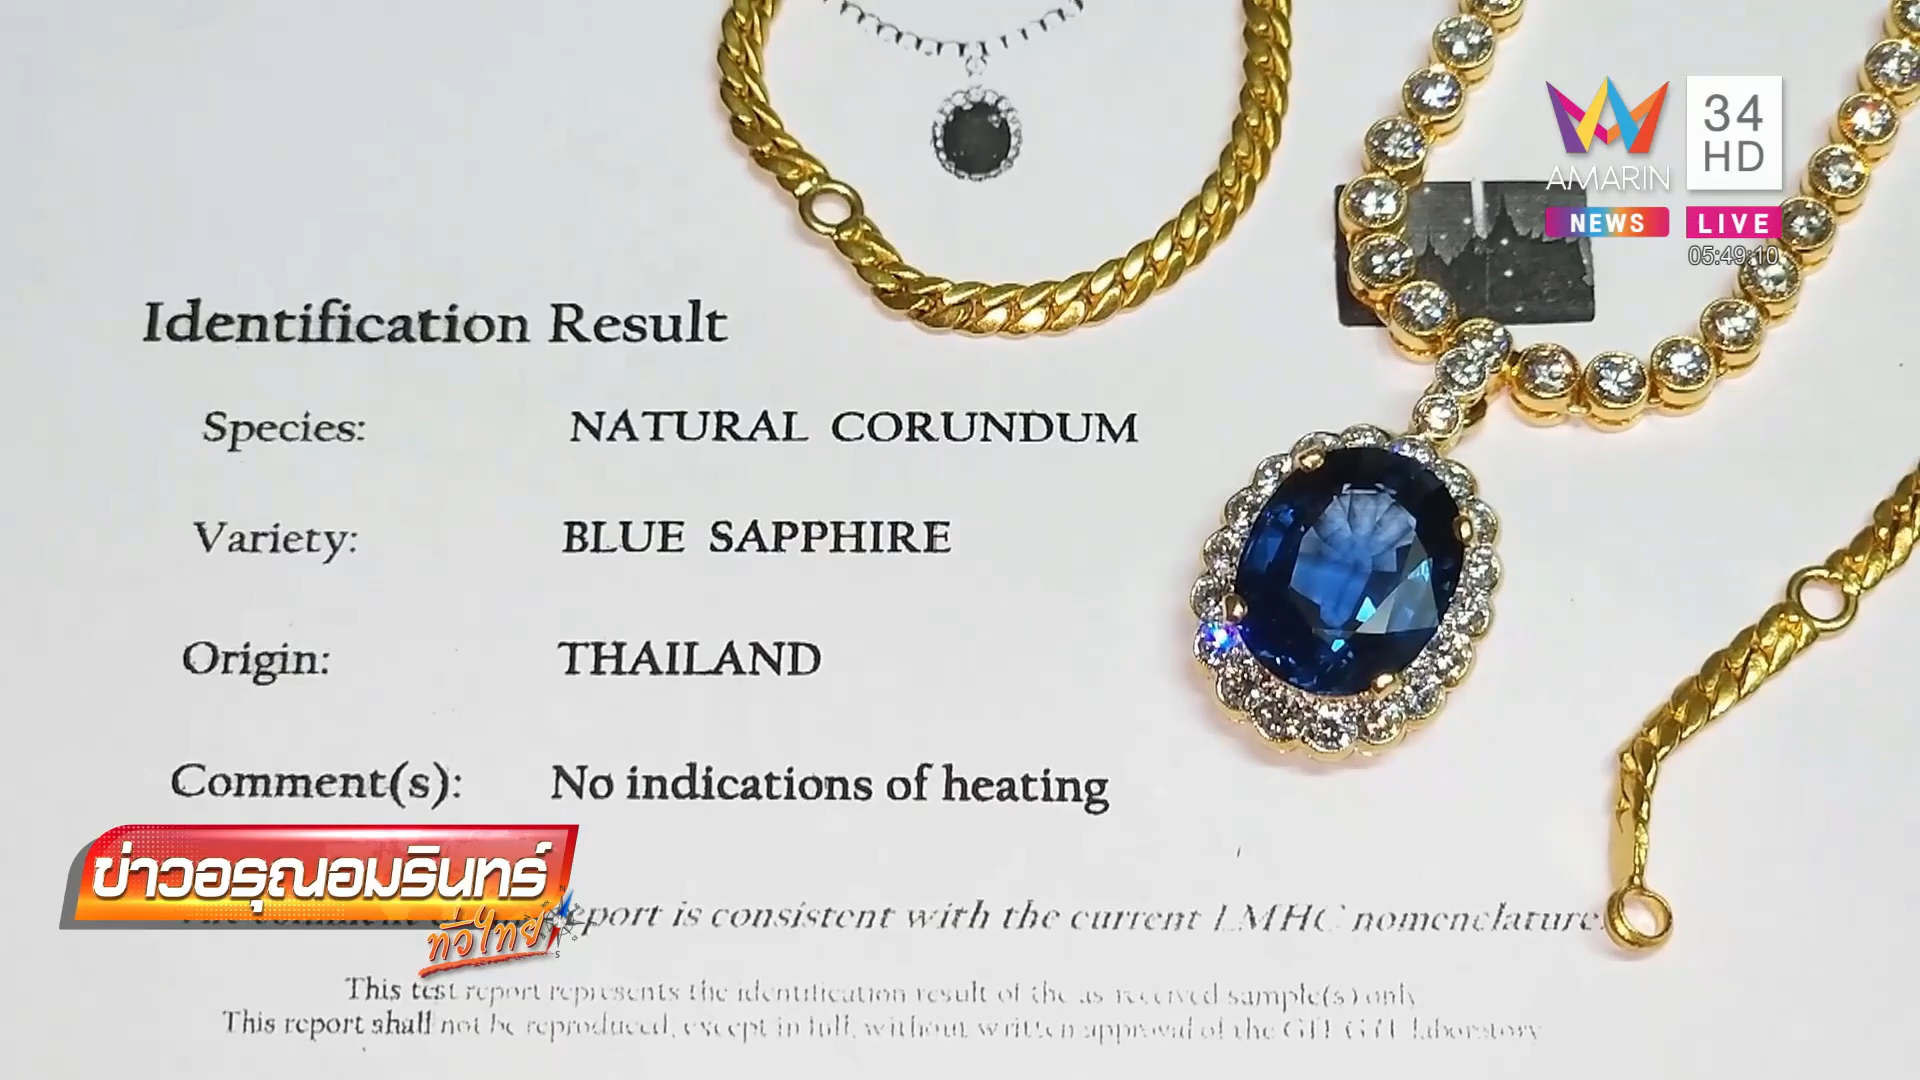 34
HD
AMARIN
NEWS
LIVE
05:49:10
Identification Result
Species: NATURAL CORUNDUM
Variety: BLUE SAPPHIRE
Origin: THAILAND
Comment(s): No indications of heating
ข่าวอรุณอมรินทร์
ทั่วไทย
report is consistent with the current LMHC nomenclature.
This test report represents the identification result of the as received sample(s) only
This report shall not be reproduced, except in full, without written approval of the GIT GTL laboratory